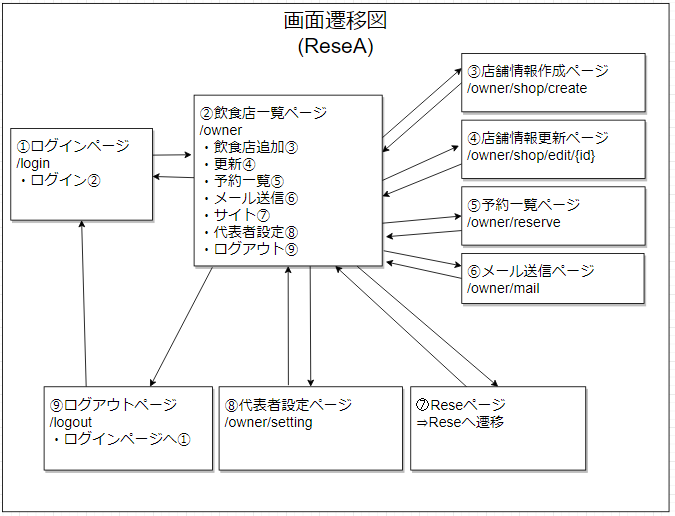 画面遷移図
(ReseA)
①ログインページ
/login
・ログイン②
②飲食店一覧ページ
/owner
・飲食店追加③
・更新④
・予約一覧⑤
・メール送信⑥
・サイト⑦
・代表者設定⑧
・ログアウト⑨
③店舗情報作成ページ
/owner/shop/create
④店舗情報更新ページ
/owner/shop/edit/{id}
⑤予約一覧ページ
/owner/reserve
⑥メール送信ページ
/owner/mail
⑨ログアウトページ
/logout
・ログインページへ①
⑧代表者設定ページ
/owner/setting
⑦Reseページ
⇒Reseへ遷移